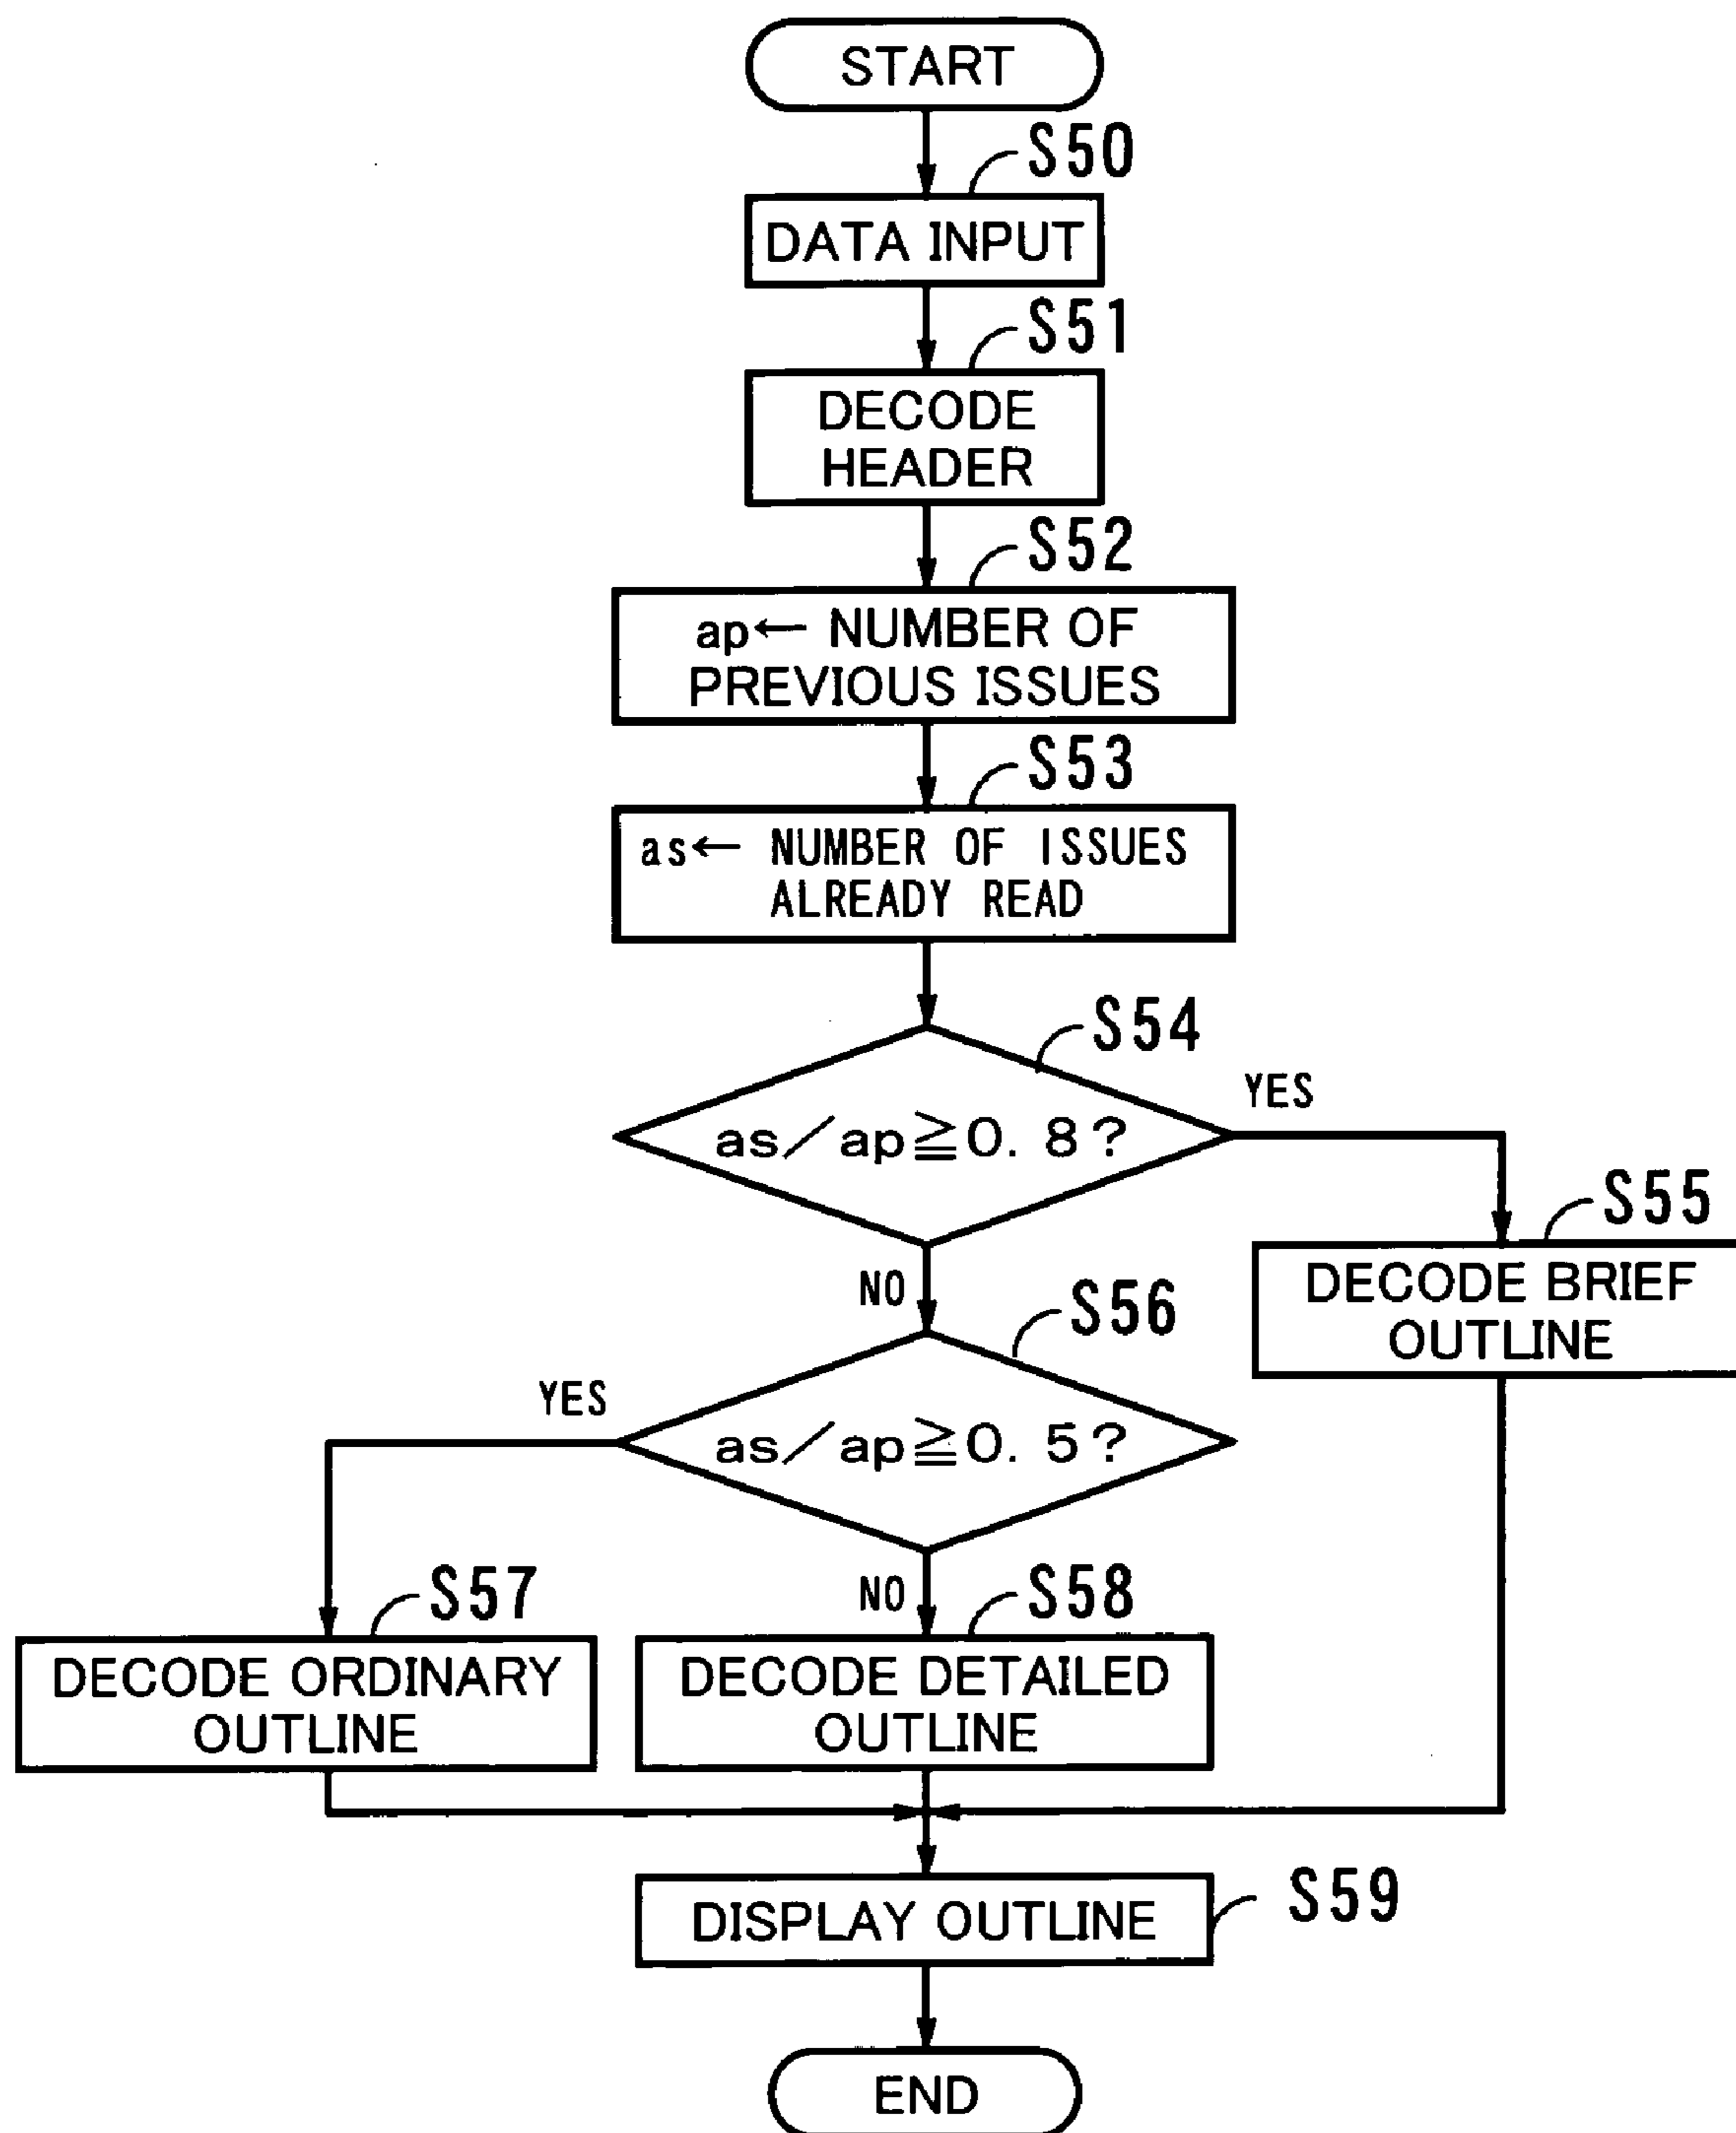 START
S50
DATA INPUT
S51
DECODE
HEADER
S52
ap← NUMBER OF
PREVIOUS ISSUES
S53
as← NUMBER OF ISSUES
ALREADY READ
S54
as/ap≧0.8?
YES
NO
S55
DECODE BRIEF
OUTLINE
S56
as/ap≧0.5?
YES
NO
S57
DECODE ORDINARY
OUTLINE
S58
DECODE DETAILED
OUTLINE
S59
DISPLAY OUTLINE
END